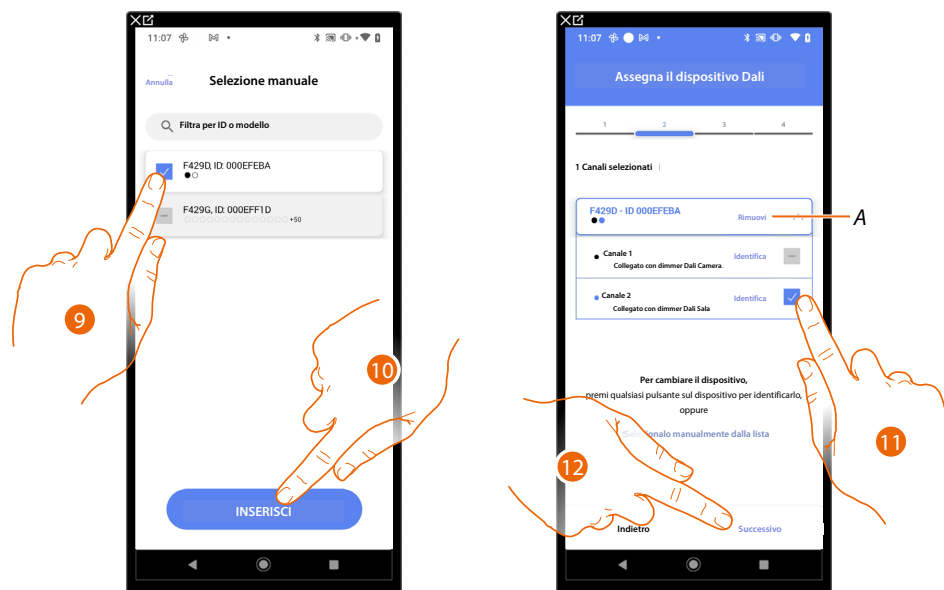 11:07
Annulla
Selezione manuale
Filtra per ID o modello
F429D, ID: 000EFEBA
F429G, ID: 000EFF1D
+50
9
10
INSERISCI
11:07
Assegna il dispositivo Dali
1 2 3 4
1 Canali selezionati i
F429D - ID 000EFEBA
Rimuovi
A
Canale 1
Identifica
Collegato con dimmer Dali Camera.
Canale 2
Identifica
Collegato con dimmer Dali Sala
Per cambiare il dispositivo,
premi qualsiasi pulsante sul dispositivo per identificarlo,
oppure
Selezionalo manualmente dalla lista
11
12
Indietro
Successivo